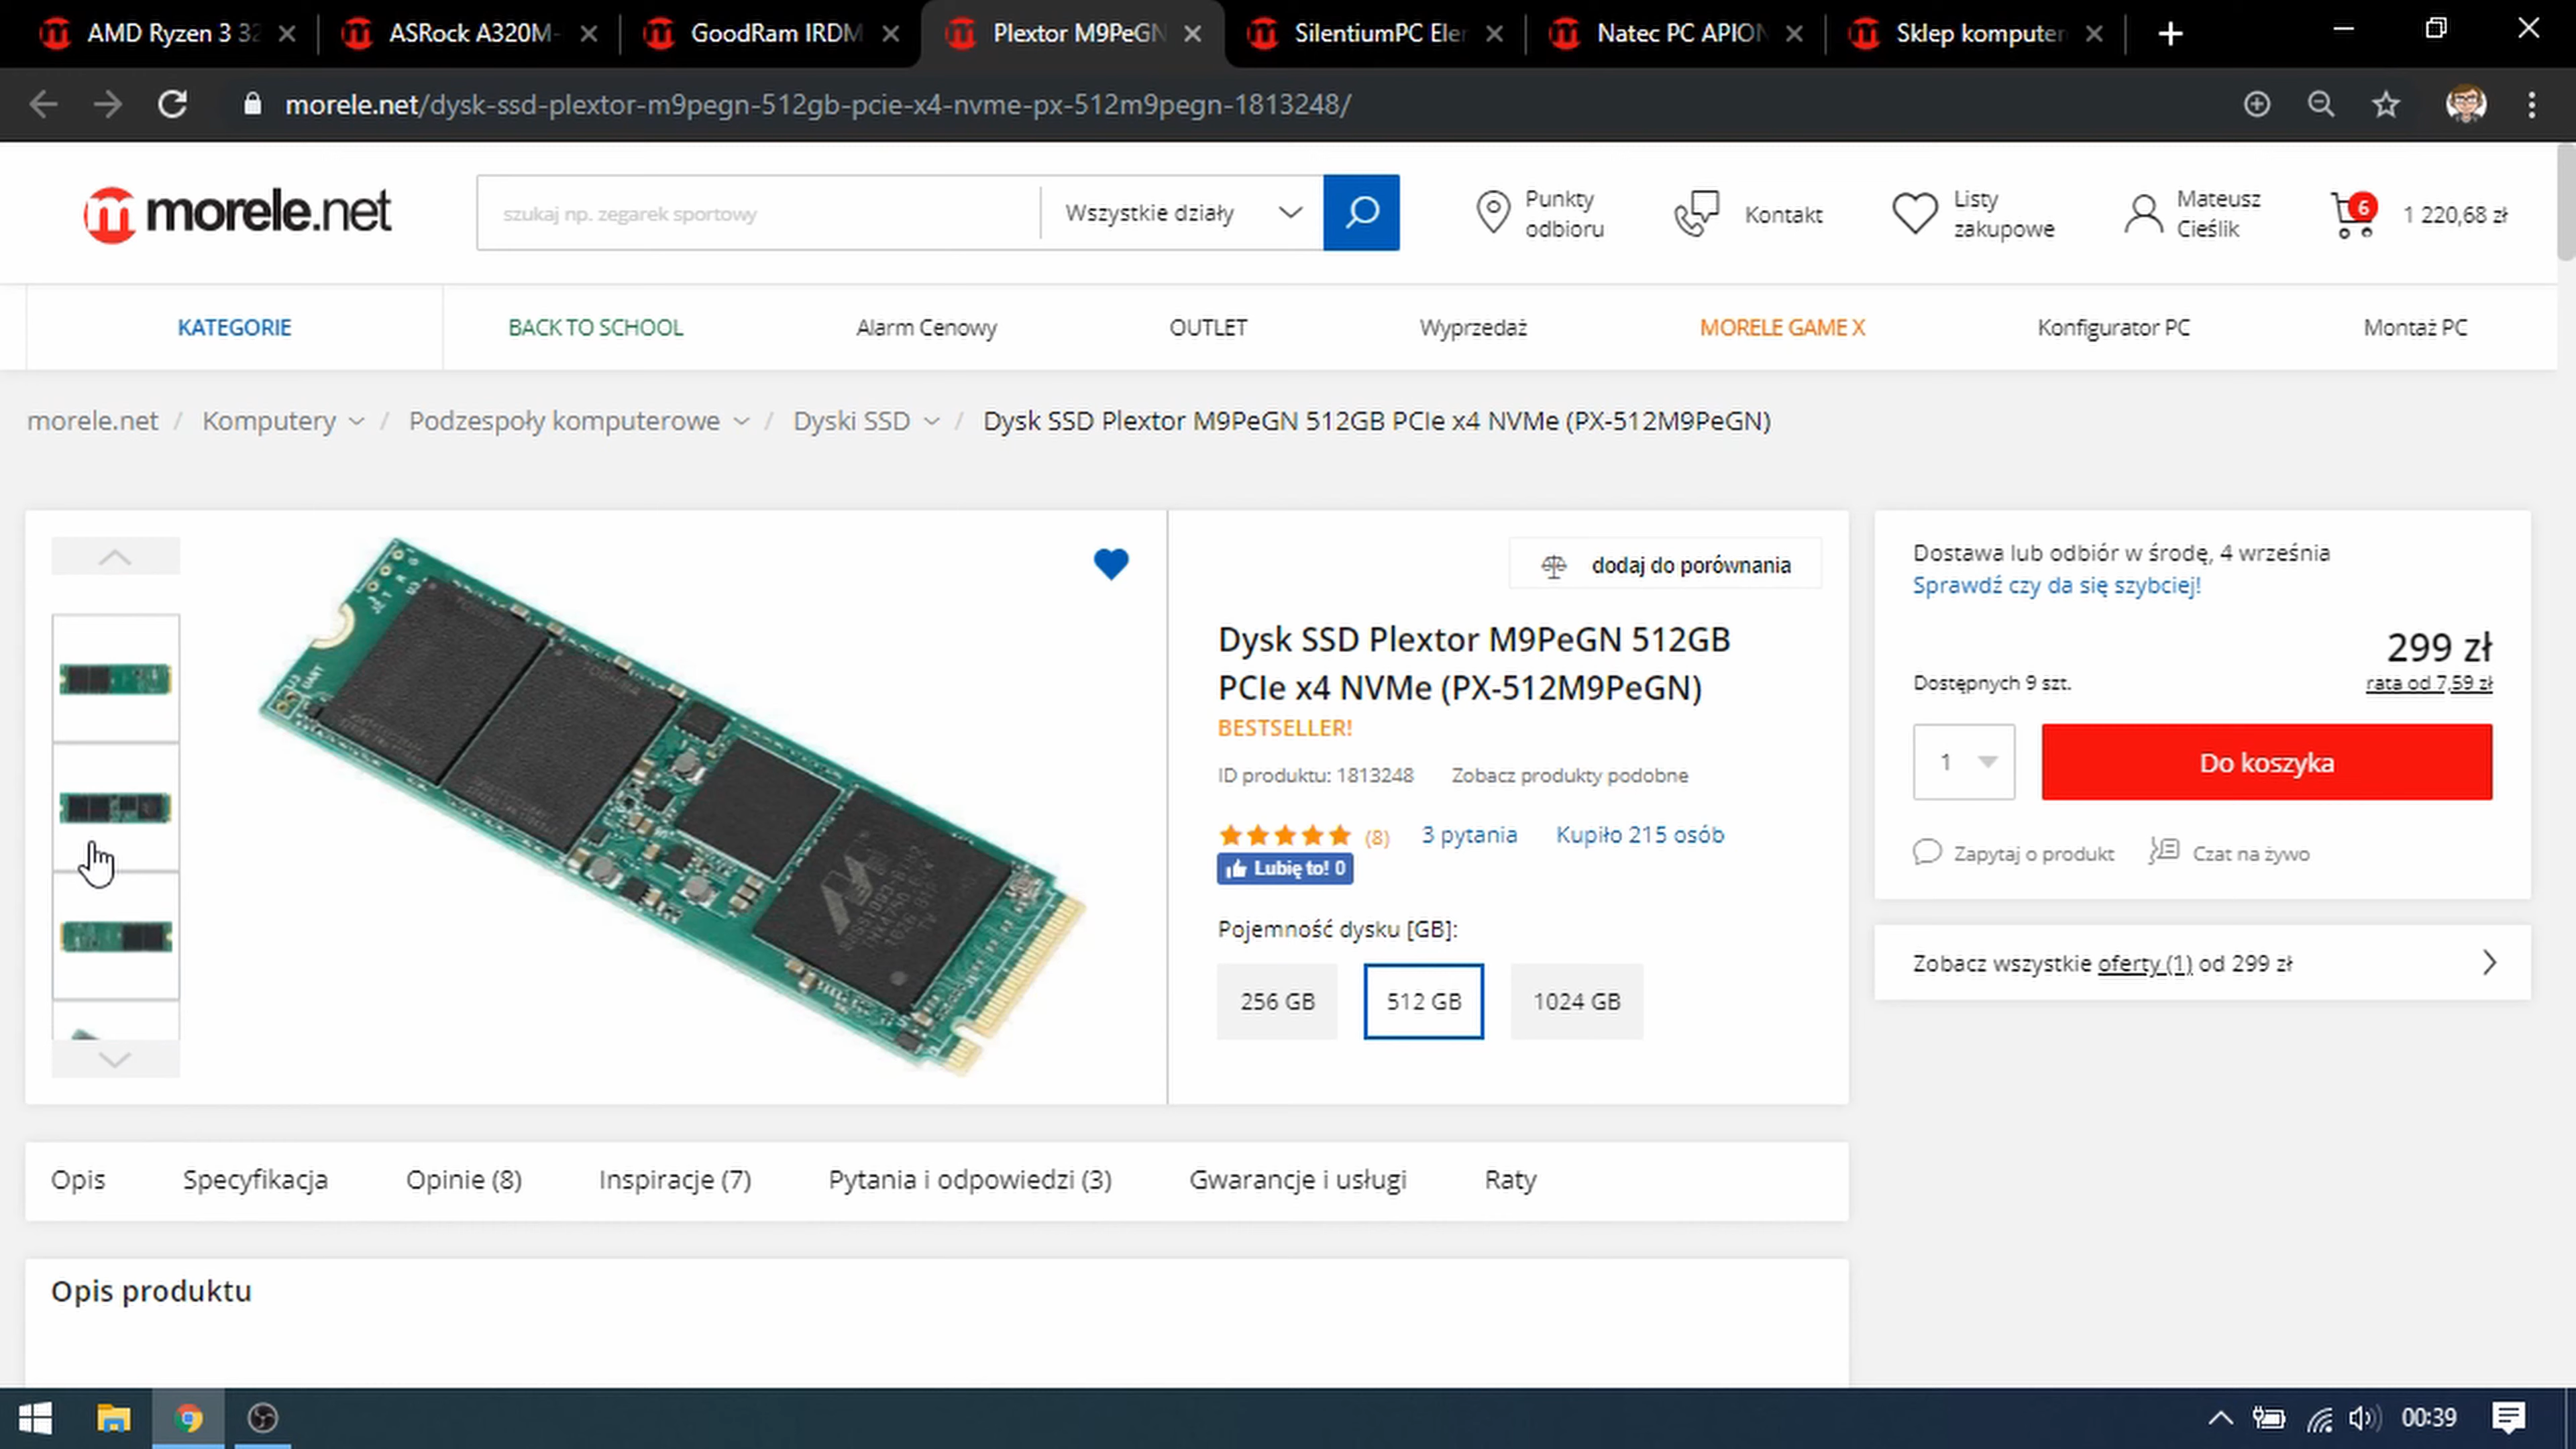 AMD Ryzen 3 32
ASRock A320M-
GoodRam IRDM
Plextor M9PeGN
SilentiumPC Eler
Natec PC APION
Sklep komputer
morele.net/dysk-ssd-plextor-m9pegn-512gb-pcie-x4-nvme-px-512m9pegn-1813248/
m morele.net
szukaj np. zegarek sportowy
Wszystkie działy
Punkty
odbioru
Kontakt
Listy
zakupowe
Mateusz
Cieślik
6
1 220,68 zł
KATEGORIE
BACK TO SCHOOL
Alarm Cenowy
OUTLET
Wyprzedaż
MORELE GAME X
Konfigurator PC
Montaż PC
morele.net / Komputery / Podzespoły komputerowe / Dyski SSD / Dysk SSD Plextor M9PeGN 512GB PCIe x4 NVMe (PX-512M9PeGN)
UART
TOSHIBA
dodaj do porównania
Dysk SSD Plextor M9PeGN 512GB
PCIe x4 NVMe (PX-512M9PeGN)
BESTSELLER!
ID produktu: 1813248
Zobacz produkty podobne
(8)
3 pytania
Kupiło 215 osób
Lubię to! 0
Pojemność dysku [GB]:
256 GB
512 GB
1024 GB
Dostawa lub odbiór w środę, 4 września
Sprawdź czy da się szybciej!
299 zł
Dostępnych 9 szt.
rata od 7,59 zł
1
Do koszyka
Zapytaj o produkt
Czat na żywo
Zobacz wszystkie oferty (1) od 299 zł
Opis
Specyfikacja
Opinie (8)
Inspiracje (7)
Pytania i odpowiedzi (3)
Gwarancje i usługi
Raty
Opis produktu
00:39